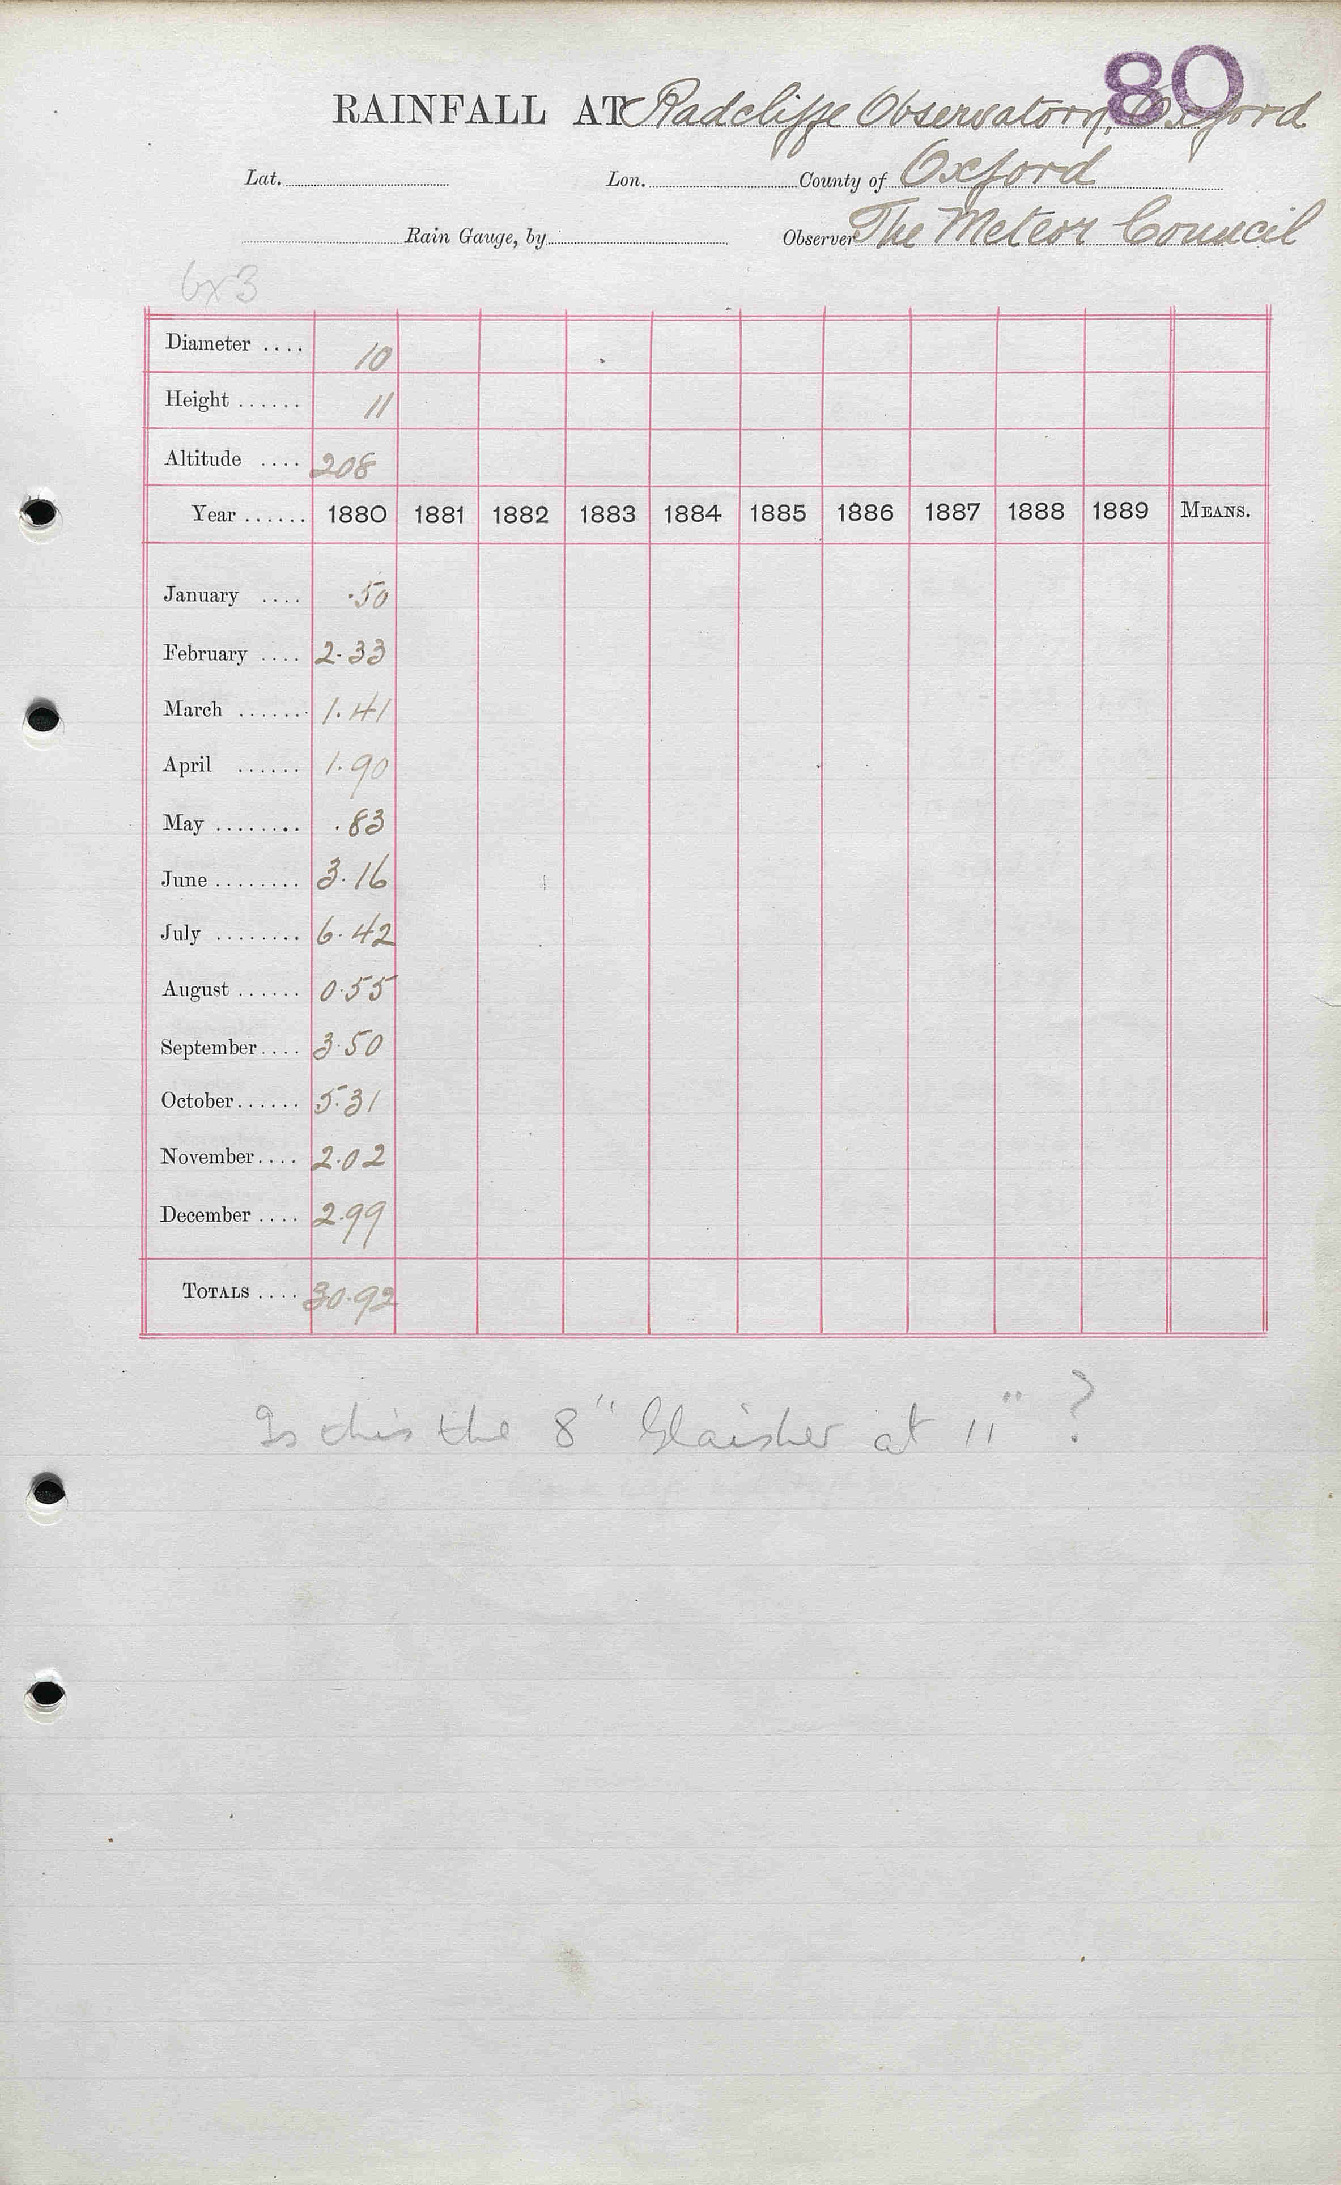 80
RAINFALL AT Radcliffe Observatory, Oxford
Lat. Lon. County of Oxford
Rain Gauge, by Observer The Meteor Council
6x3
Diameter .... 10
Height ...... 11
Altitude .... 208
Year ...... 1880 1881 1882 1883 1884 1885 1886 1887 1888 1889 MEANS.
January .... .50
February .... 2.33
March ...... 1.41
April ...... 1.90
May ........ .83
June ........ 3.16
July ........ 6.42
August ...... 0.55
September.... 3.50
October...... 5.31
November.... 2.02
December .... 2.99
TOTALS .... 30.92
Is this the 8" Glaisher at 11" ?